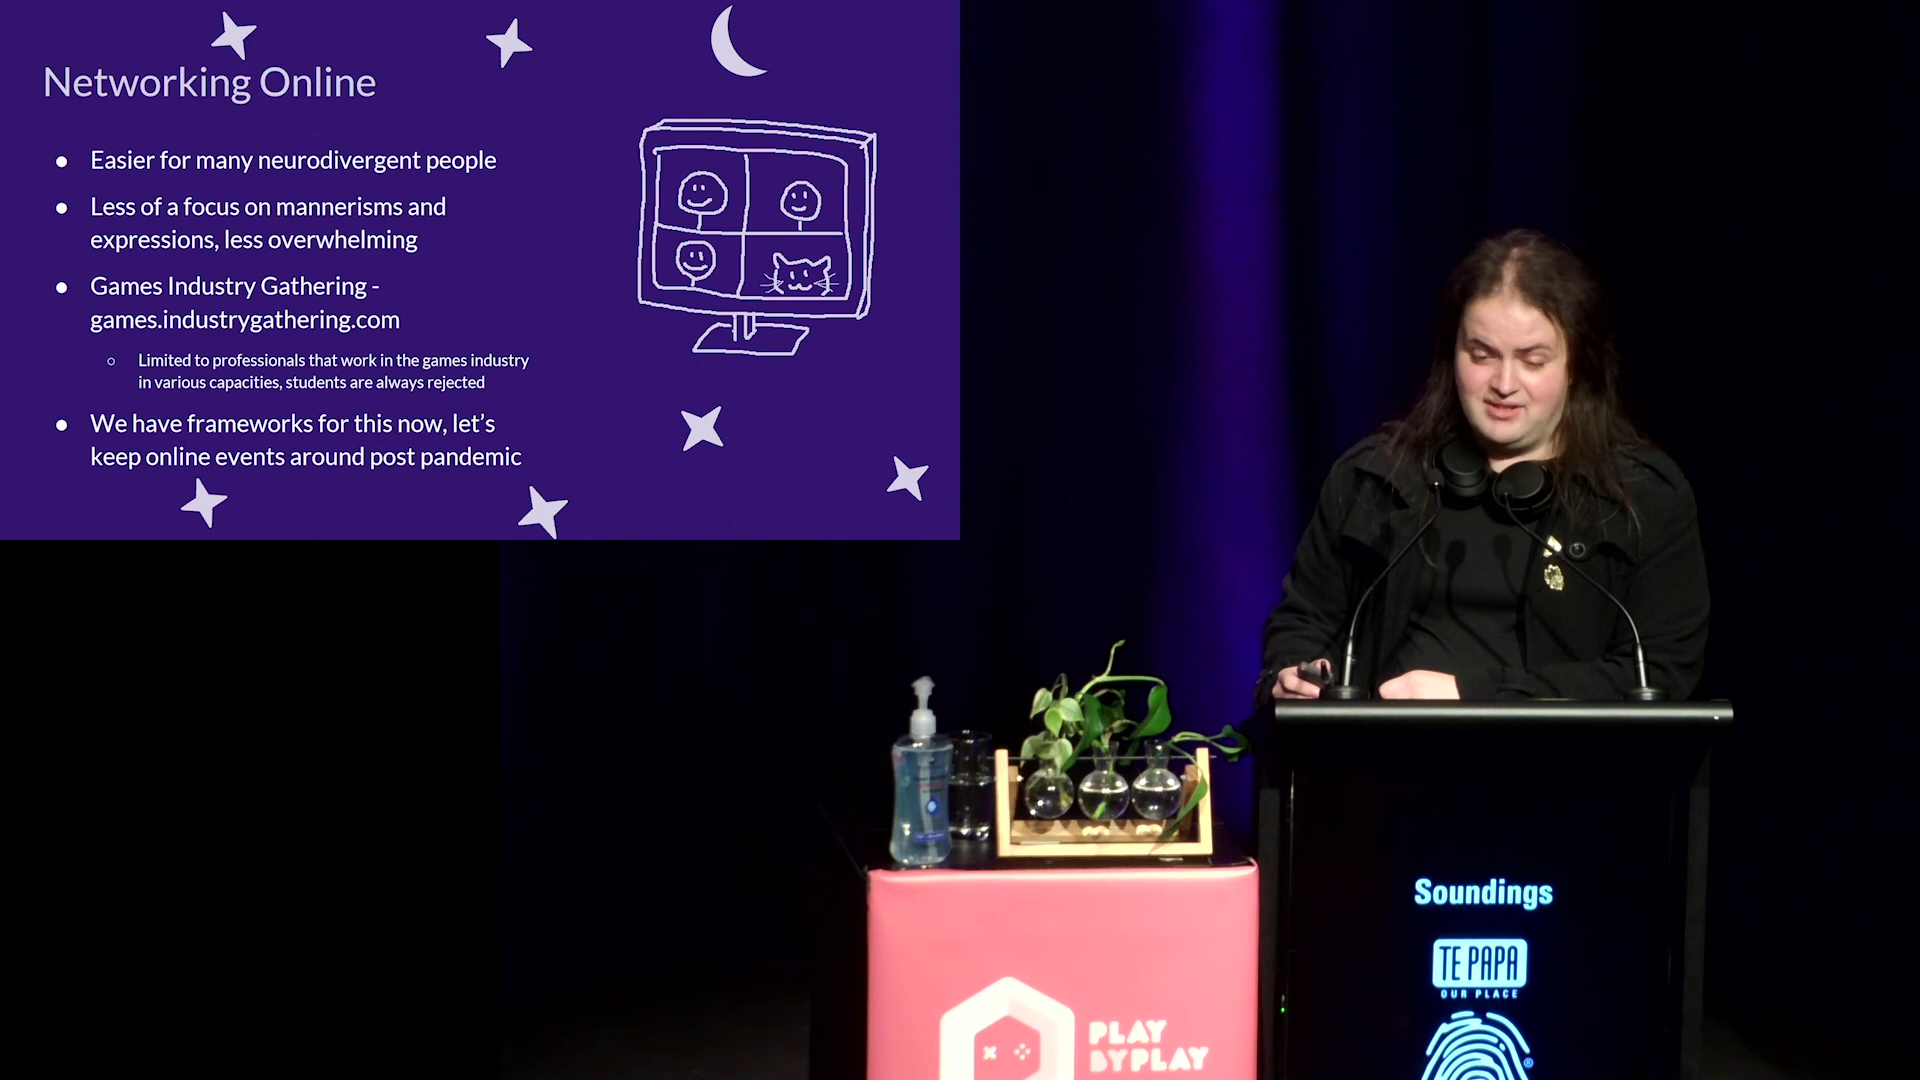 Networking Online
● Easier for many neurodivergent people
● Less of a focus on mannerisms and
expressions, less overwhelming
● Games Industry Gathering -
games.industrygathering.com
○ Limited to professionals that work in the games industry
in various capacities, students are always rejected
● We have frameworks for this now, let's
keep online events around post pandemic
Soundings
TE PAPA
OUR PLACE
®
PLAY
BYPLAY